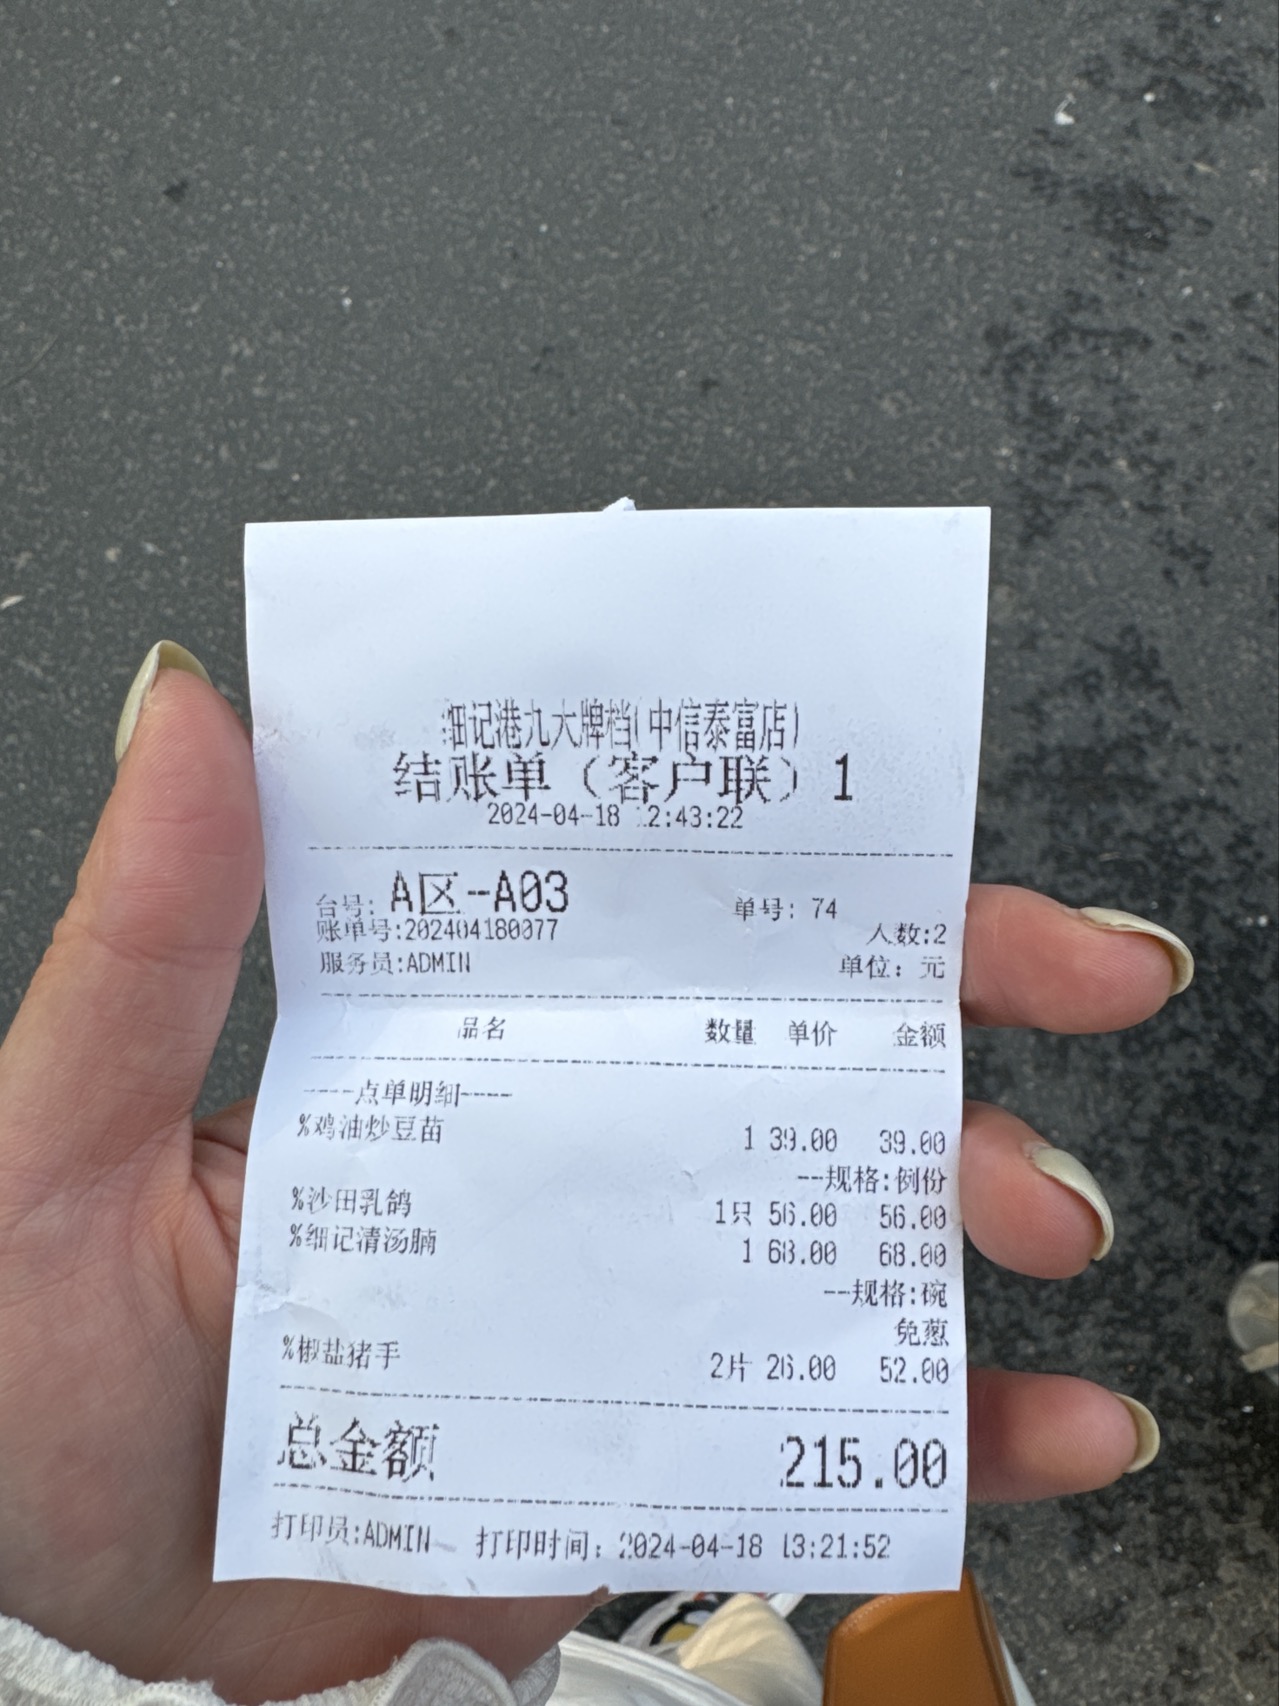 细记港九大牌档(中信泰富店)
结账单（客户联）1
2024-04-18 12:43:22
台号: A区-A03 单号: 74
账单号:202404180077 人数:2
服务员:ADMIN 单位: 元
品名 数量 单价 金额
----点单明细----
%鸡油炒豆苗 1 39.00 39.00
--规格:例份
%沙田乳鸽 1只 56.00 56.00
%细记清汤腩 1 68.00 68.00
--规格:碗
免葱
%椒盐猪手 2片 26.00 52.00
总金额 215.00
打印员:ADMIN 打印时间: 2024-04-18 13:21:52